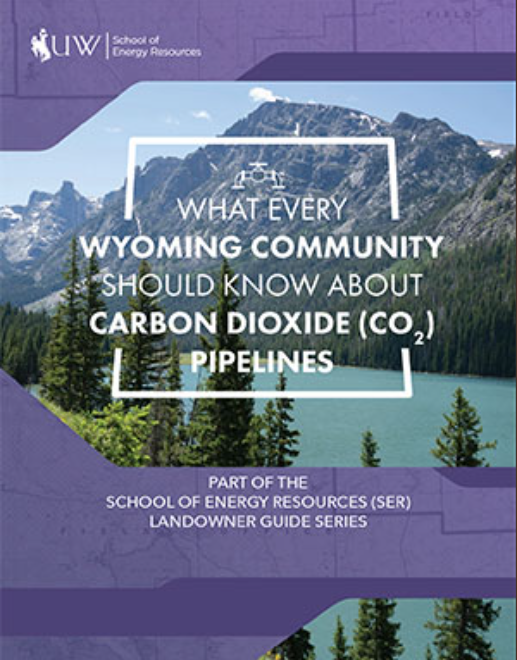 UW
School of
Energy Resources
WHAT EVERY
WYOMING COMMUNITY
SHOULD KNOW ABOUT
CARBON DIOXIDE (CO₂)
PIPELINES
PART OF THE
SCHOOL OF ENERGY RESOURCES (SER)
LANDOWNER GUIDE SERIES